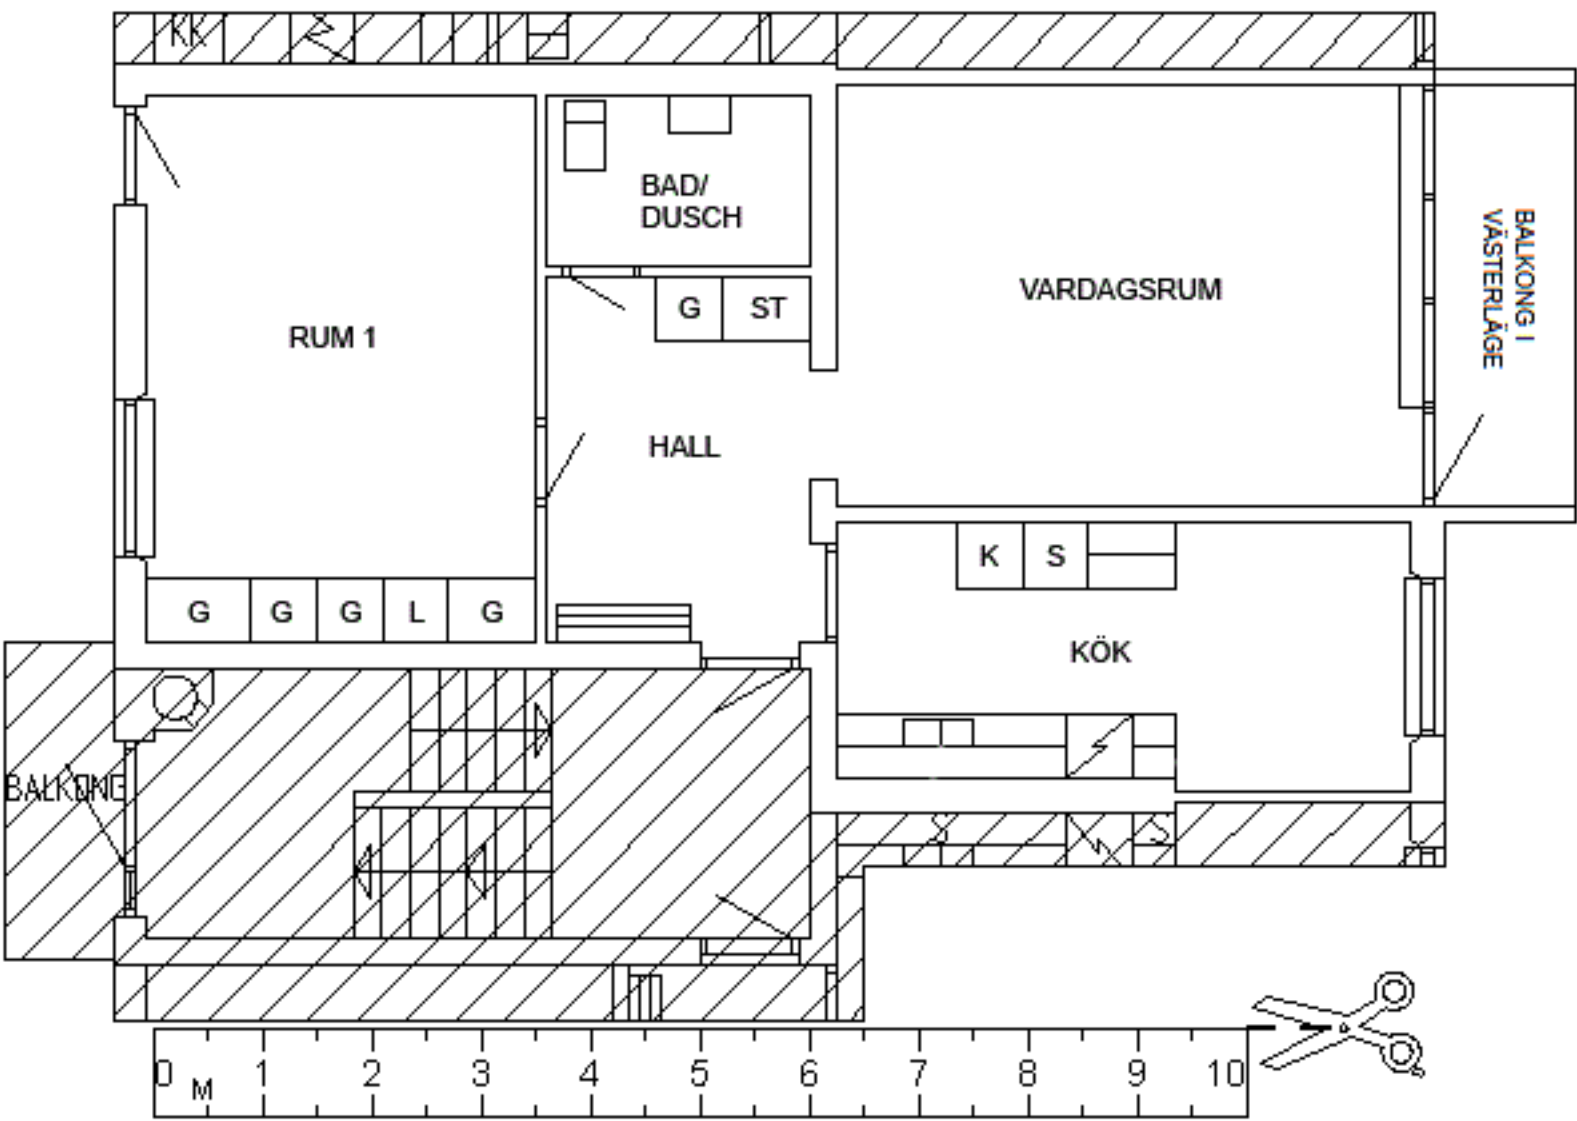 KK
BAD/
DUSCH
VARDAGSRUM
BALKONG I
VÄSTERLÄGE
G ST
RUM 1
HALL
K S
G G G L G
KÖK
BALKONG
0 M 1 2 3 4 5 6 7 8 9 10